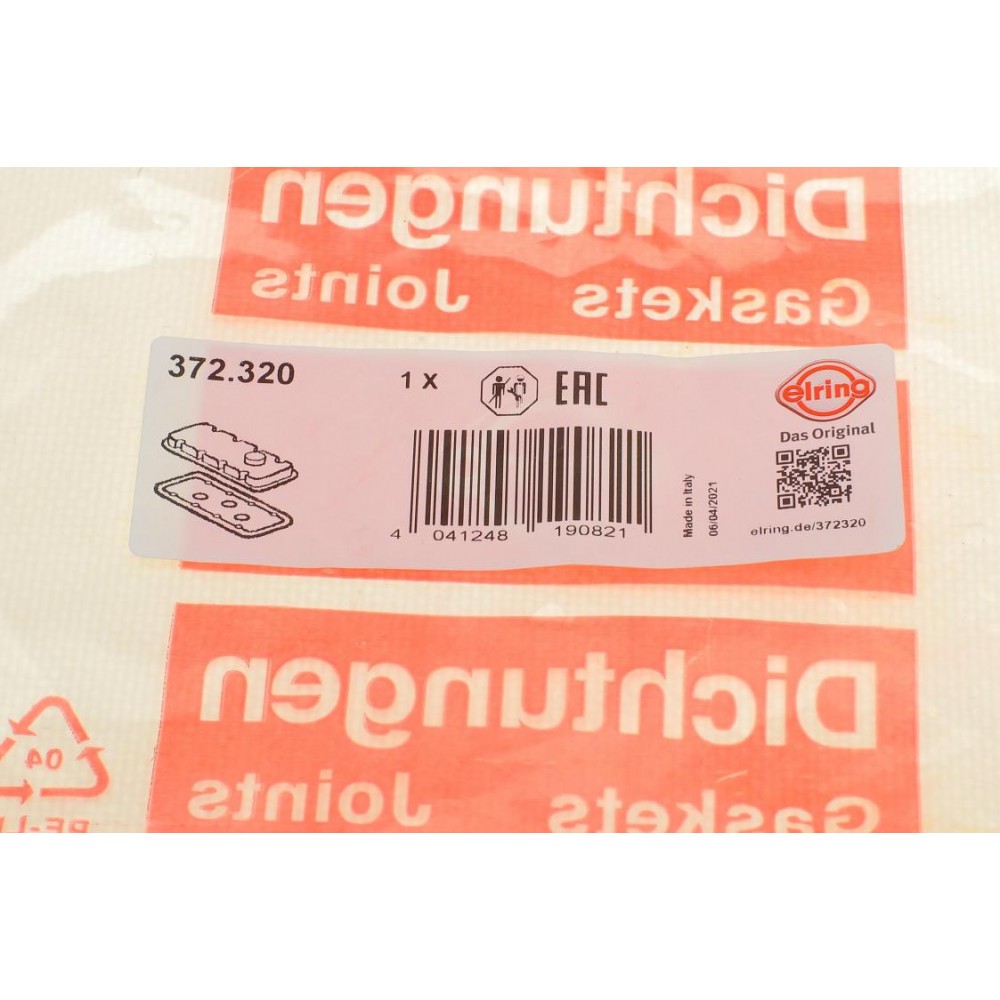 Dichtungen
Gaskets Joints
372.320
1 X
EAC
elring
Das Original
4 041248 190821
Made in Italy
06/04/2021
elring.de/372320
Dichtungen
Gaskets Joints
04